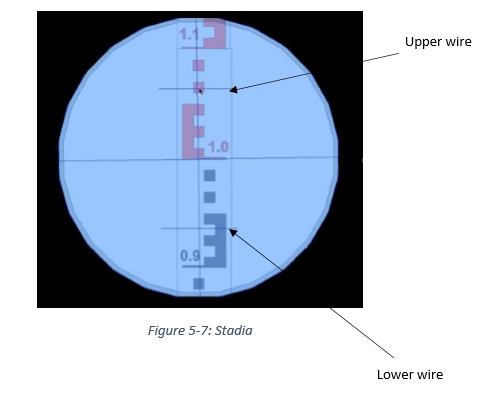 1.1
Upper wire
1.0
0.9
Figure 5-7: Stadia
Lower wire